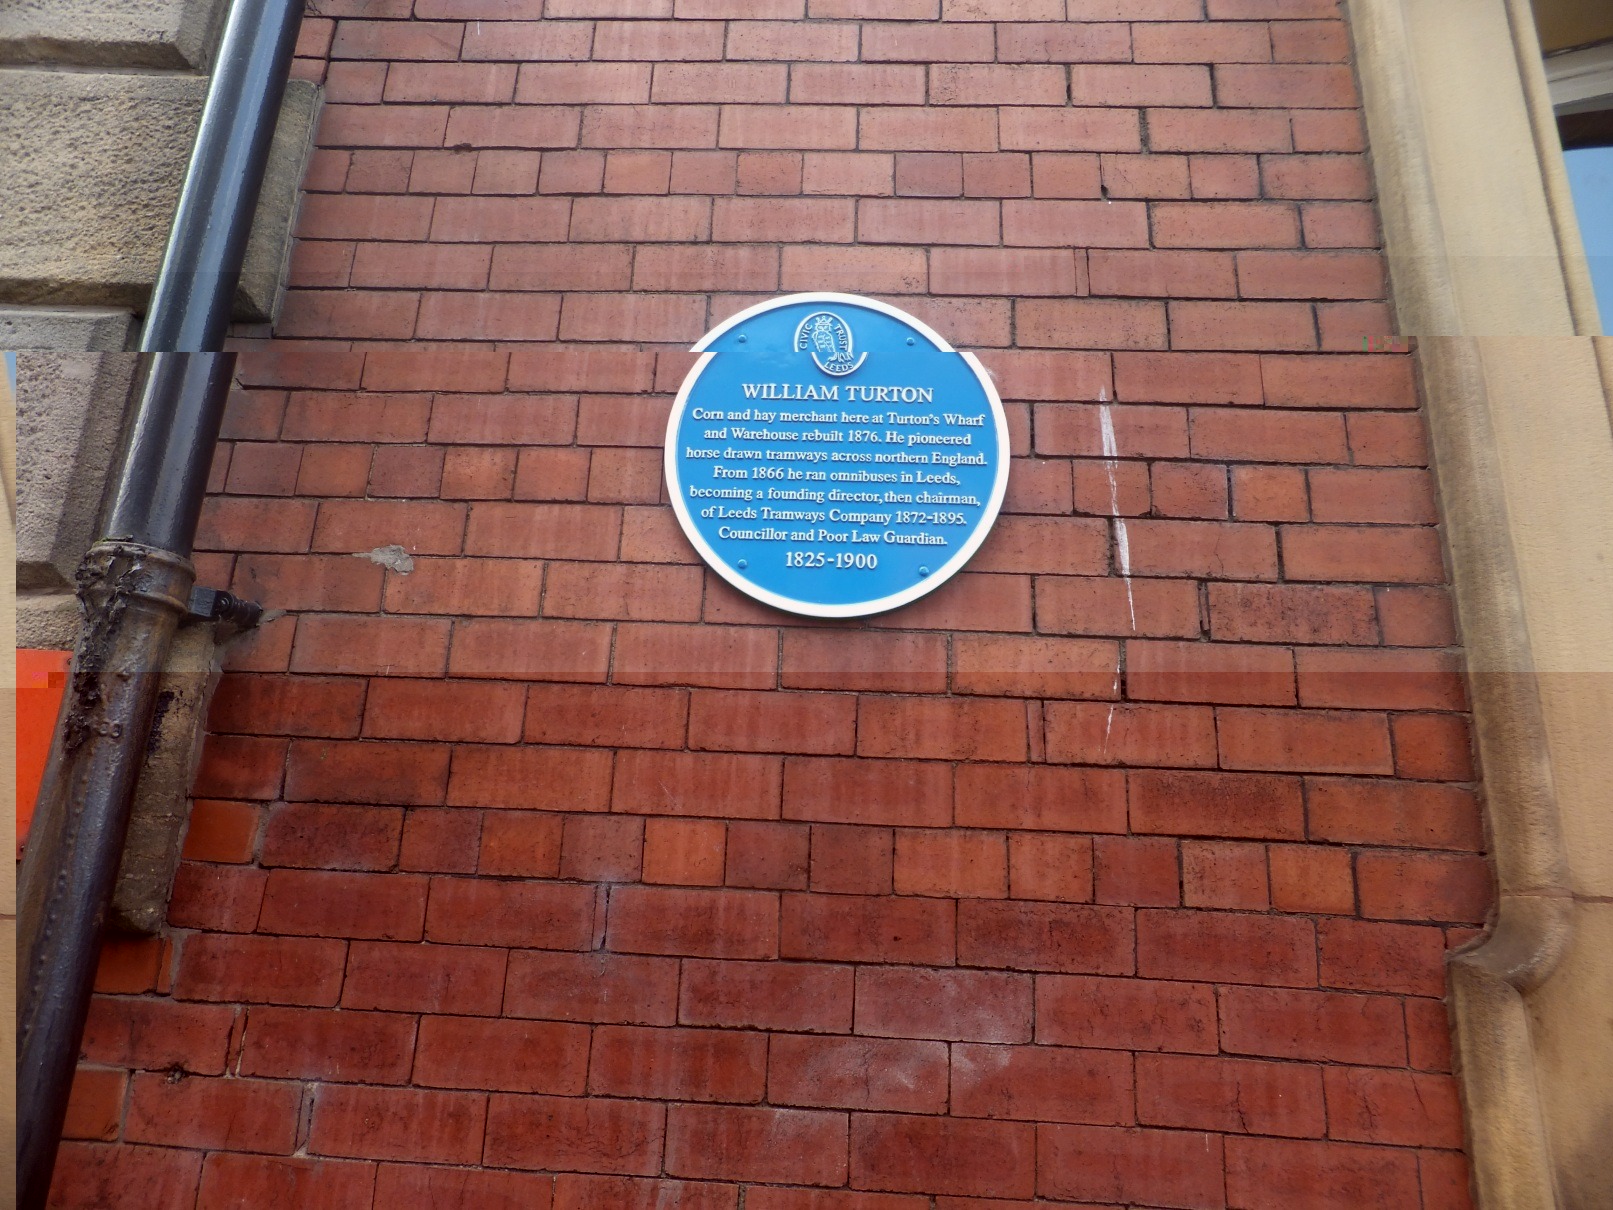 CIVIC TRUST
LEEDS
WILLIAM TURTON
Corn and hay merchant here at Turton's Wharf
and Warehouse rebuilt 1876. He pioneered
horse drawn tramways across northern England.
From 1866 he ran omnibuses in Leeds,
becoming a founding director, then chairman,
of Leeds Tramways Company 1872-1895.
Councillor and Poor Law Guardian.
1825-1900